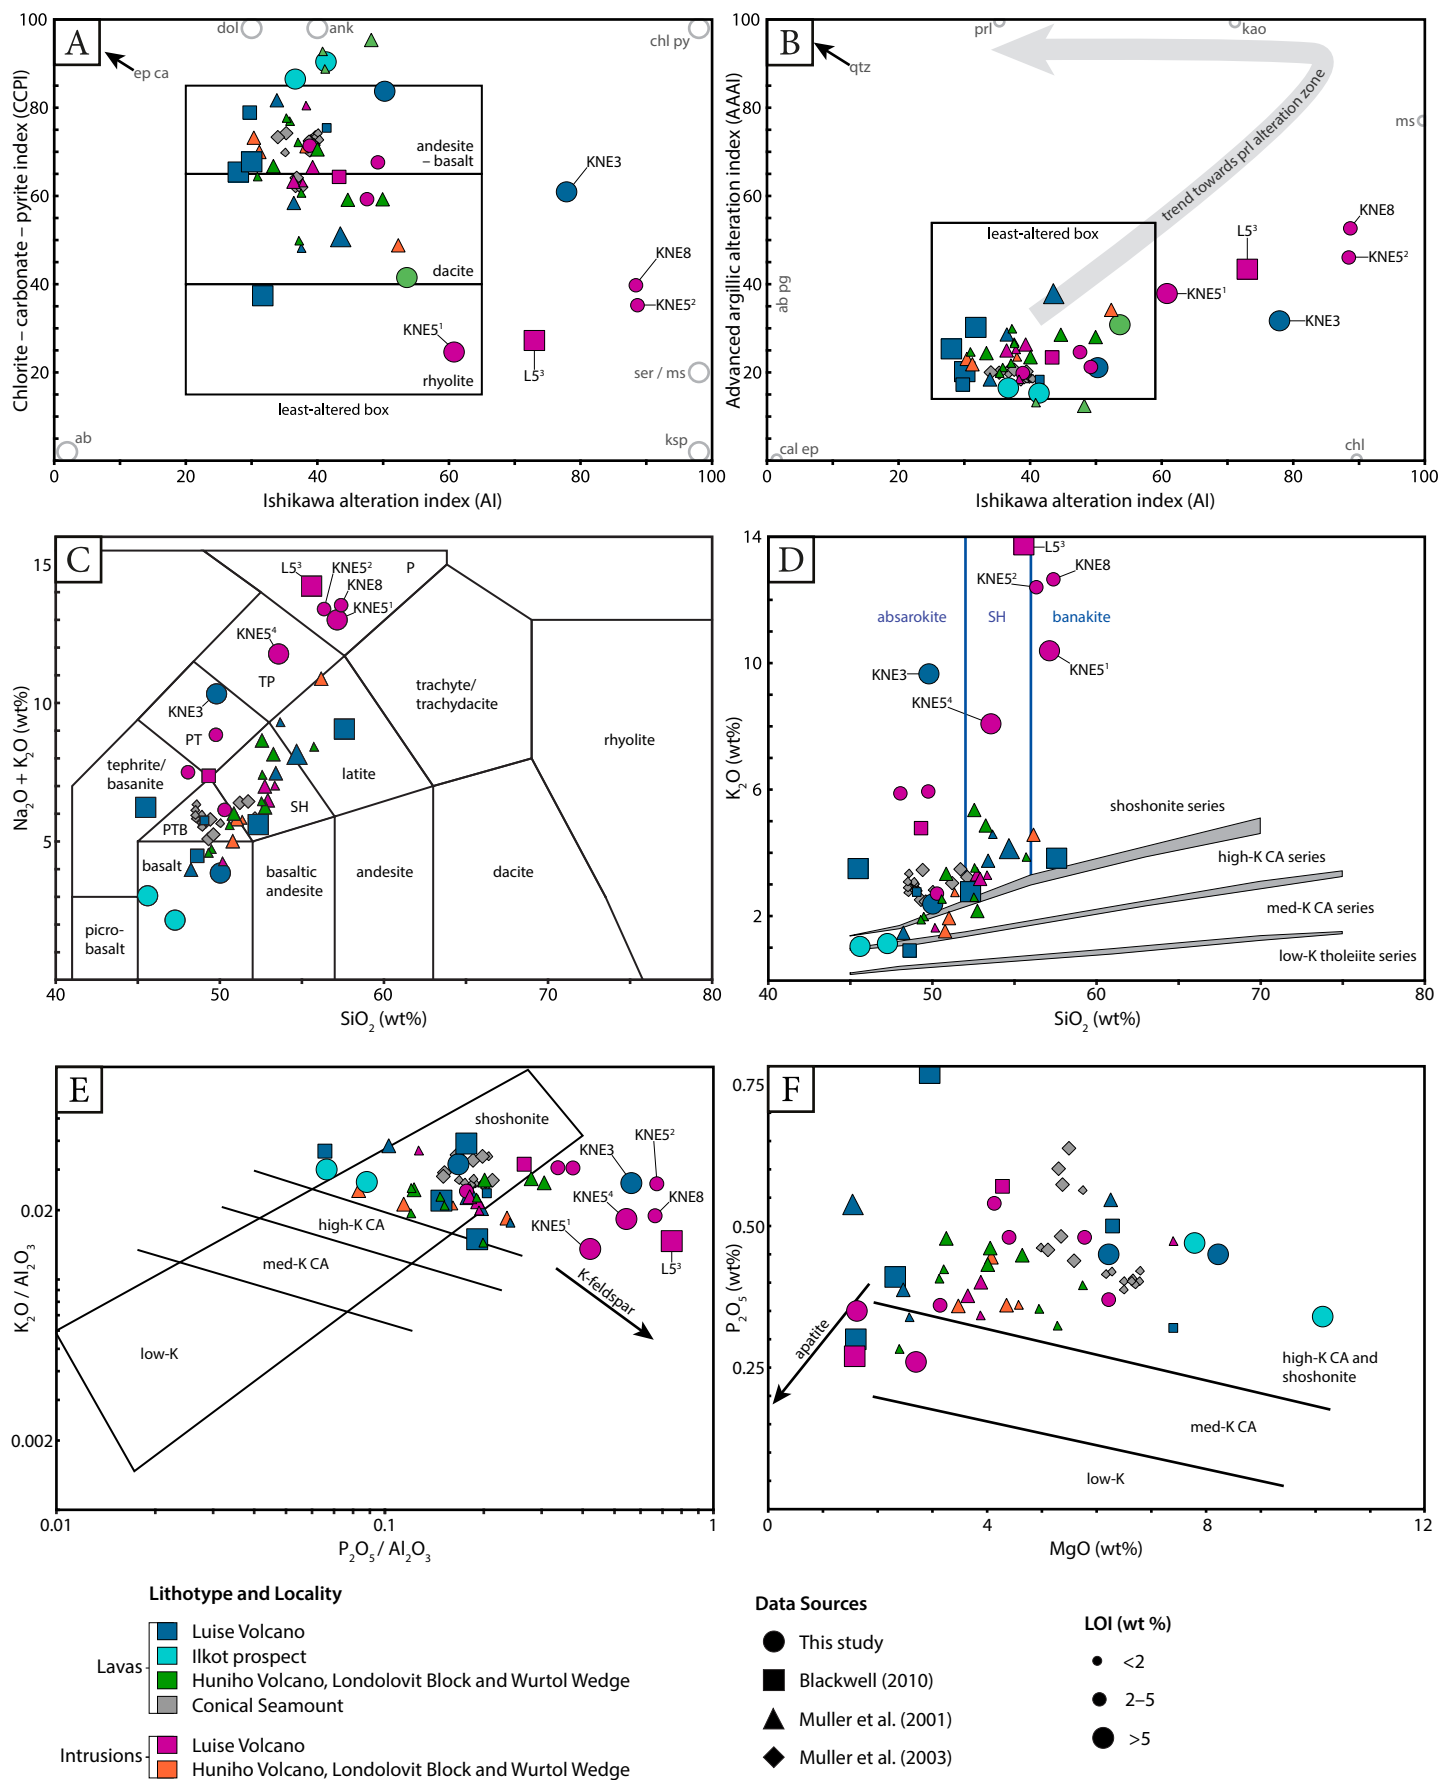 A
dol
ank
chl py
ep ca
andesite
– basalt
KNE3
KNE8
KNE5²
dacite
KNE5¹
L5³
rhyolite
ser / ms
least-altered box
ab
ksp
Chlorite – carbonate – pyrite index (CCPI)
100
80
60
40
20
0 20 40 60 80 100
Ishikawa alteration index (AI)
B
prl
kao
qtz
ms
trend towards prl alteration zone
least-altered box
KNE8
L5³
KNE5²
KNE5¹
KNE3
ab pg
cal ep
chl
Advanced argillic alteration index (AAAI)
100
80
60
40
20
0 20 40 60 80 100
Ishikawa alteration index (AI)
C
L5³
KNE5²
P
KNE8
KNE5¹
KNE5⁴
TP
KNE3
PT
trachyte/
trachydacite
rhyolite
tephrite/
basanite
latite
SH
PTB
basalt
basaltic
andesite
andesite
dacite
picro-
basalt
Na₂O + K₂O (wt%)
15
10
5
40 50 60 70 80
SiO₂ (wt%)
D
L5³
KNE5²
KNE8
absarokite
SH
banakite
KNE3
KNE5¹
KNE5⁴
shoshonite series
high-K CA series
med-K CA series
low-K tholeiite series
K₂O (wt%)
14
10
6
2
40 50 60 70 80
SiO₂ (wt%)
E
shoshonite
KNE5²
KNE3
KNE5⁴
KNE8
KNE5¹
L5³
high-K CA
med-K CA
K-feldspar
low-K
K₂O / Al₂O₃
0.02
0.002
0.01 0.1 1
P₂O₅ / Al₂O₃
F
apatite
high-K CA and
shoshonite
med-K CA
low-K
P₂O₅ (wt%)
0.75
0.50
0.25
0 4 8 12
MgO (wt%)
Lithotype and Locality
Lavas
Luise Volcano
Ilkot prospect
Huniho Volcano, Londolovit Block and Wurtol Wedge
Conical Seamount
Intrusions
Luise Volcano
Huniho Volcano, Londolovit Block and Wurtol Wedge
Data Sources
This study
Blackwell (2010)
Muller et al. (2001)
Muller et al. (2003)
LOI (wt %)
<2
2–5
>5